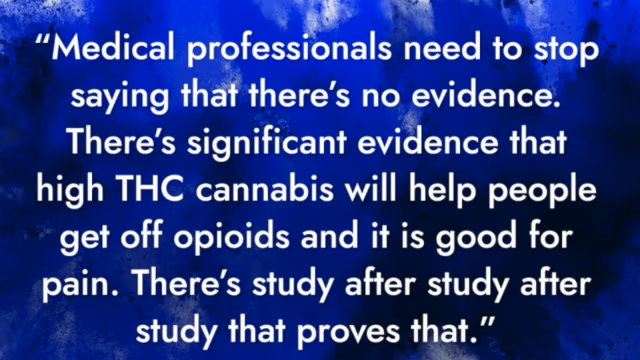 “Medical professionals need to stop
saying that there’s no evidence.
There’s significant evidence that
high THC cannabis will help people
get off opioids and it is good for
pain. There’s study after study after
study that proves that.”